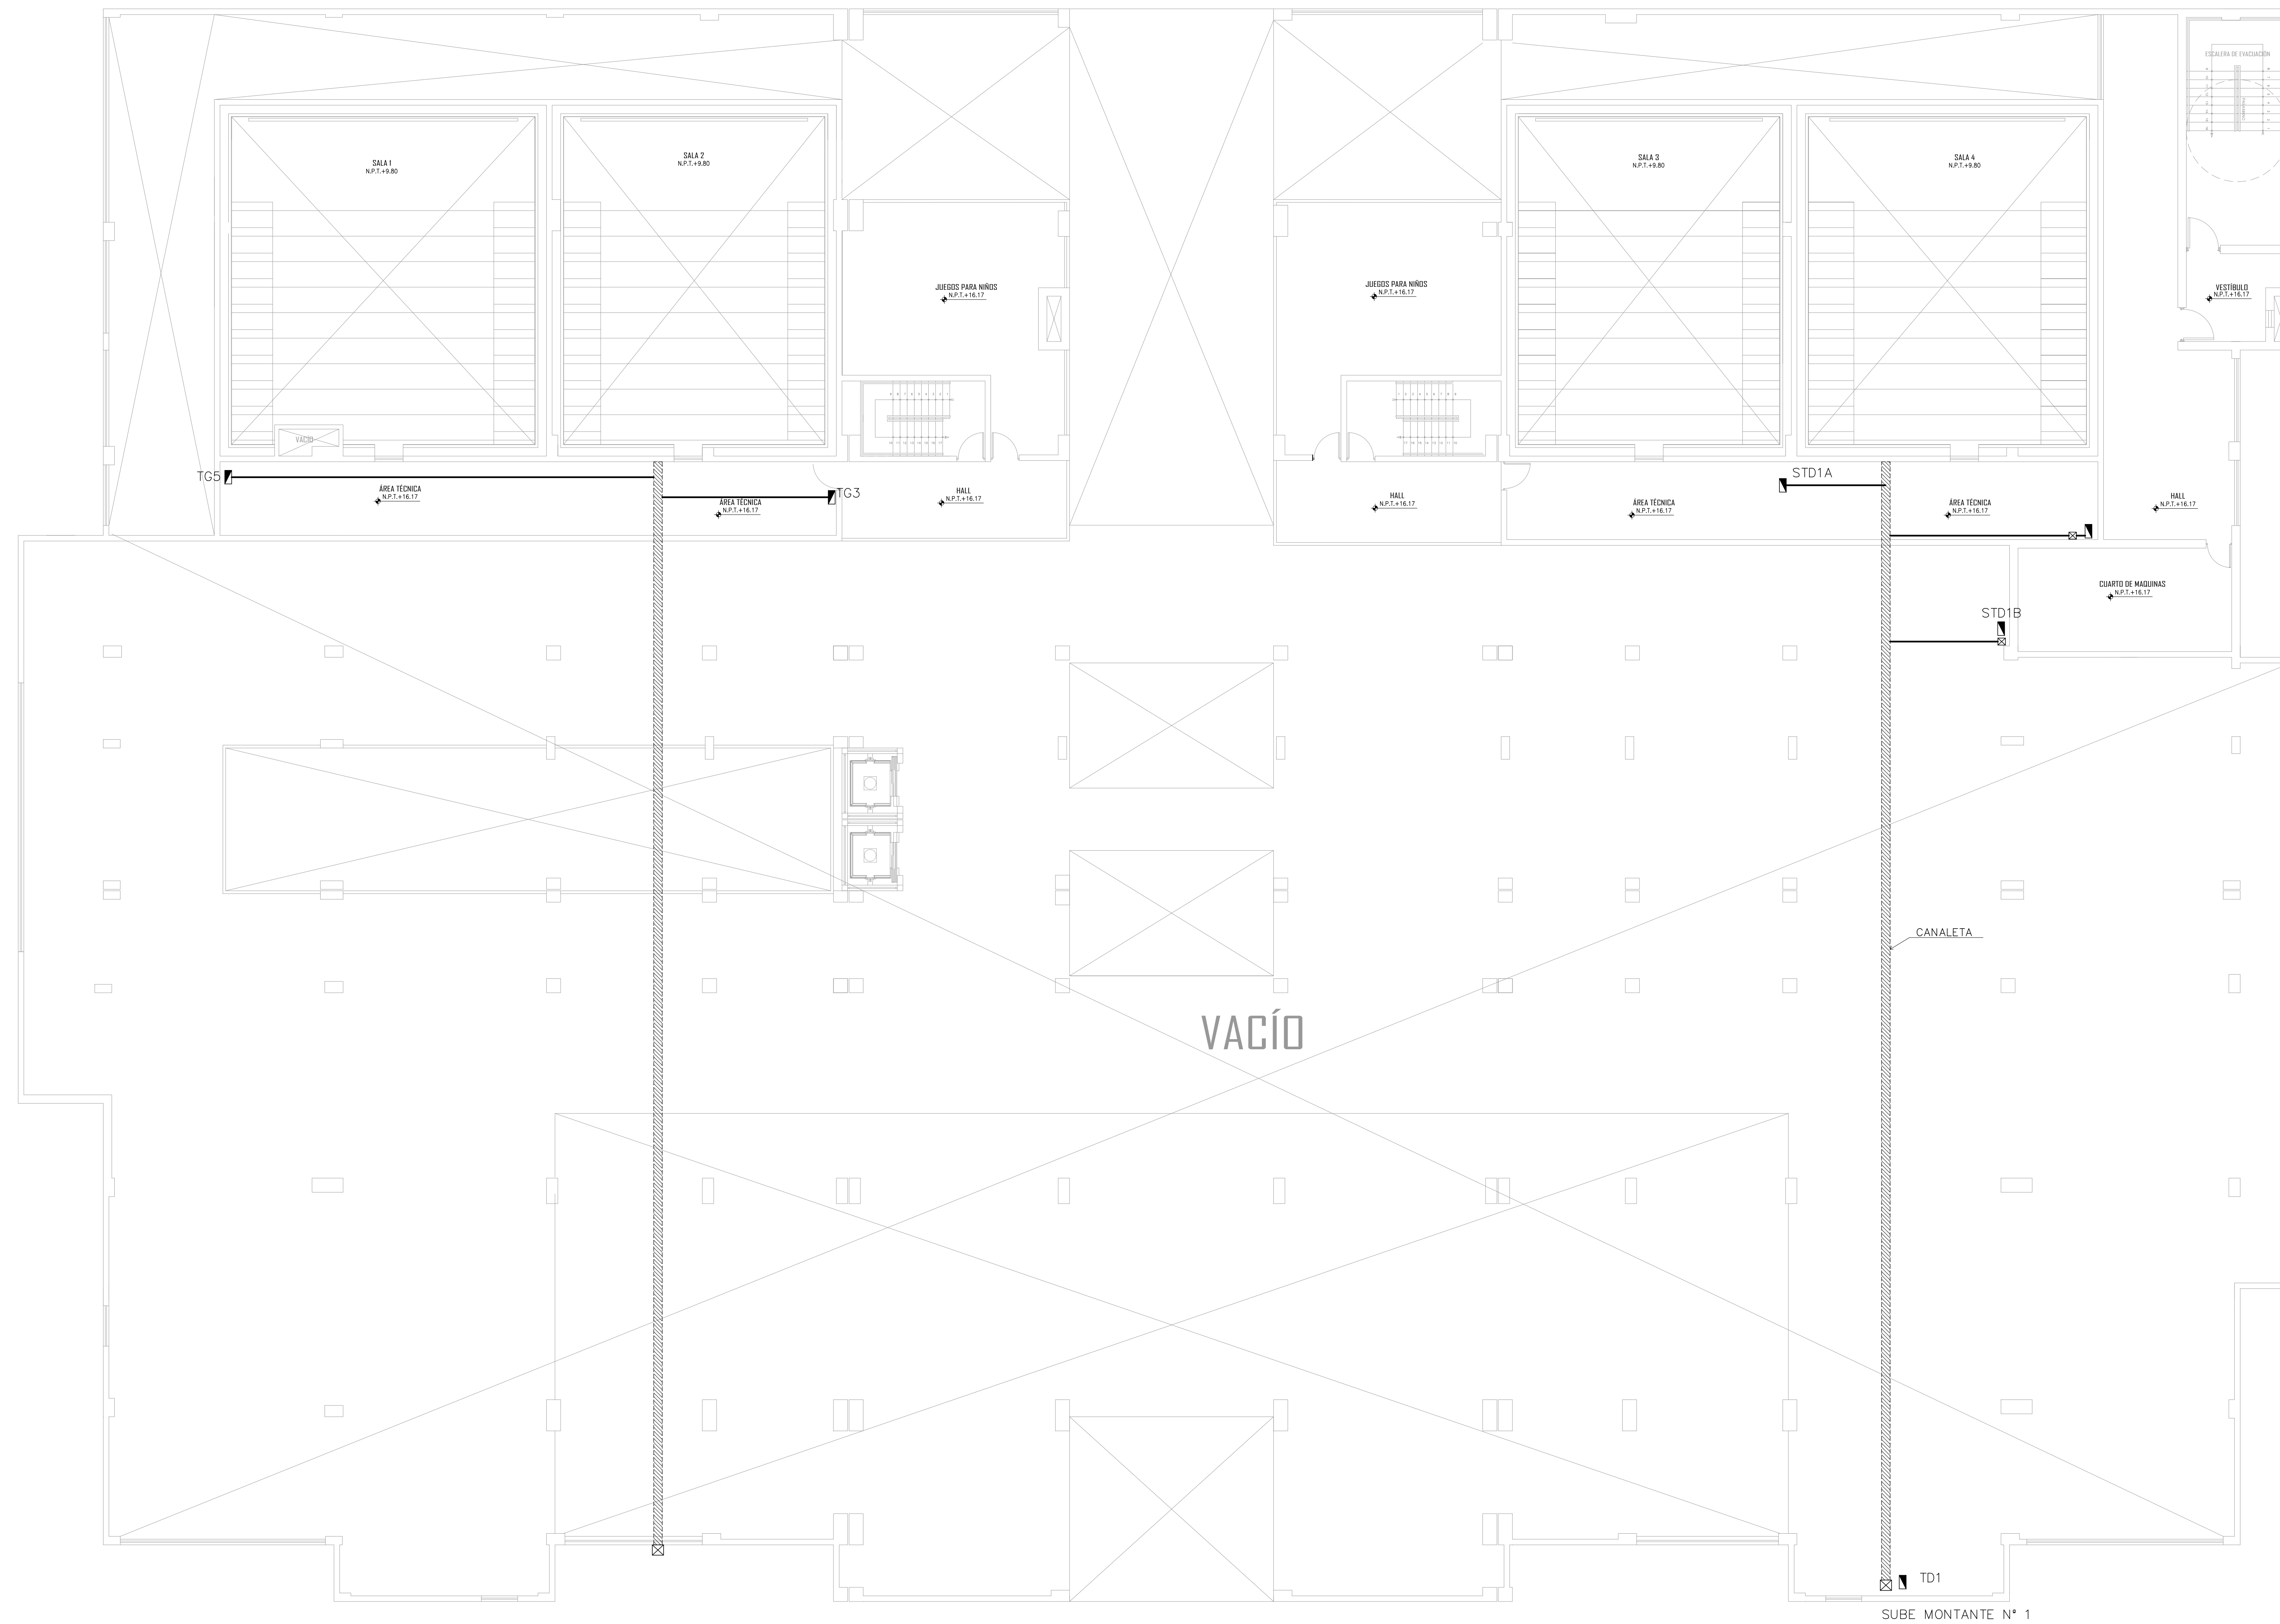 ESCALERA DE EVACUACIÓN
SALA 1
N.P.T.+9.80
SALA 2
N.P.T.+9.80
SALA 3
N.P.T.+9.80
SALA 4
N.P.T.+9.80
JUEGOS PARA NIÑOS
N.P.T.+16.17
JUEGOS PARA NIÑOS
N.P.T.+16.17
VESTÍBULO
N.P.T.+16.17
VACÍO
TG5
ÁREA TÉCNICA
N.P.T.+16.17
TG3
ÁREA TÉCNICA
N.P.T.+16.17
HALL
N.P.T.+16.17
HALL
N.P.T.+16.17
STD1A
ÁREA TÉCNICA
N.P.T.+16.17
ÁREA TÉCNICA
N.P.T.+16.17
HALL
N.P.T.+16.17
CUARTO DE MAQUINAS
N.P.T.+16.17
STD1B
CANALETA
VACÍO
TD1
SUBE MONTANTE Nº 1